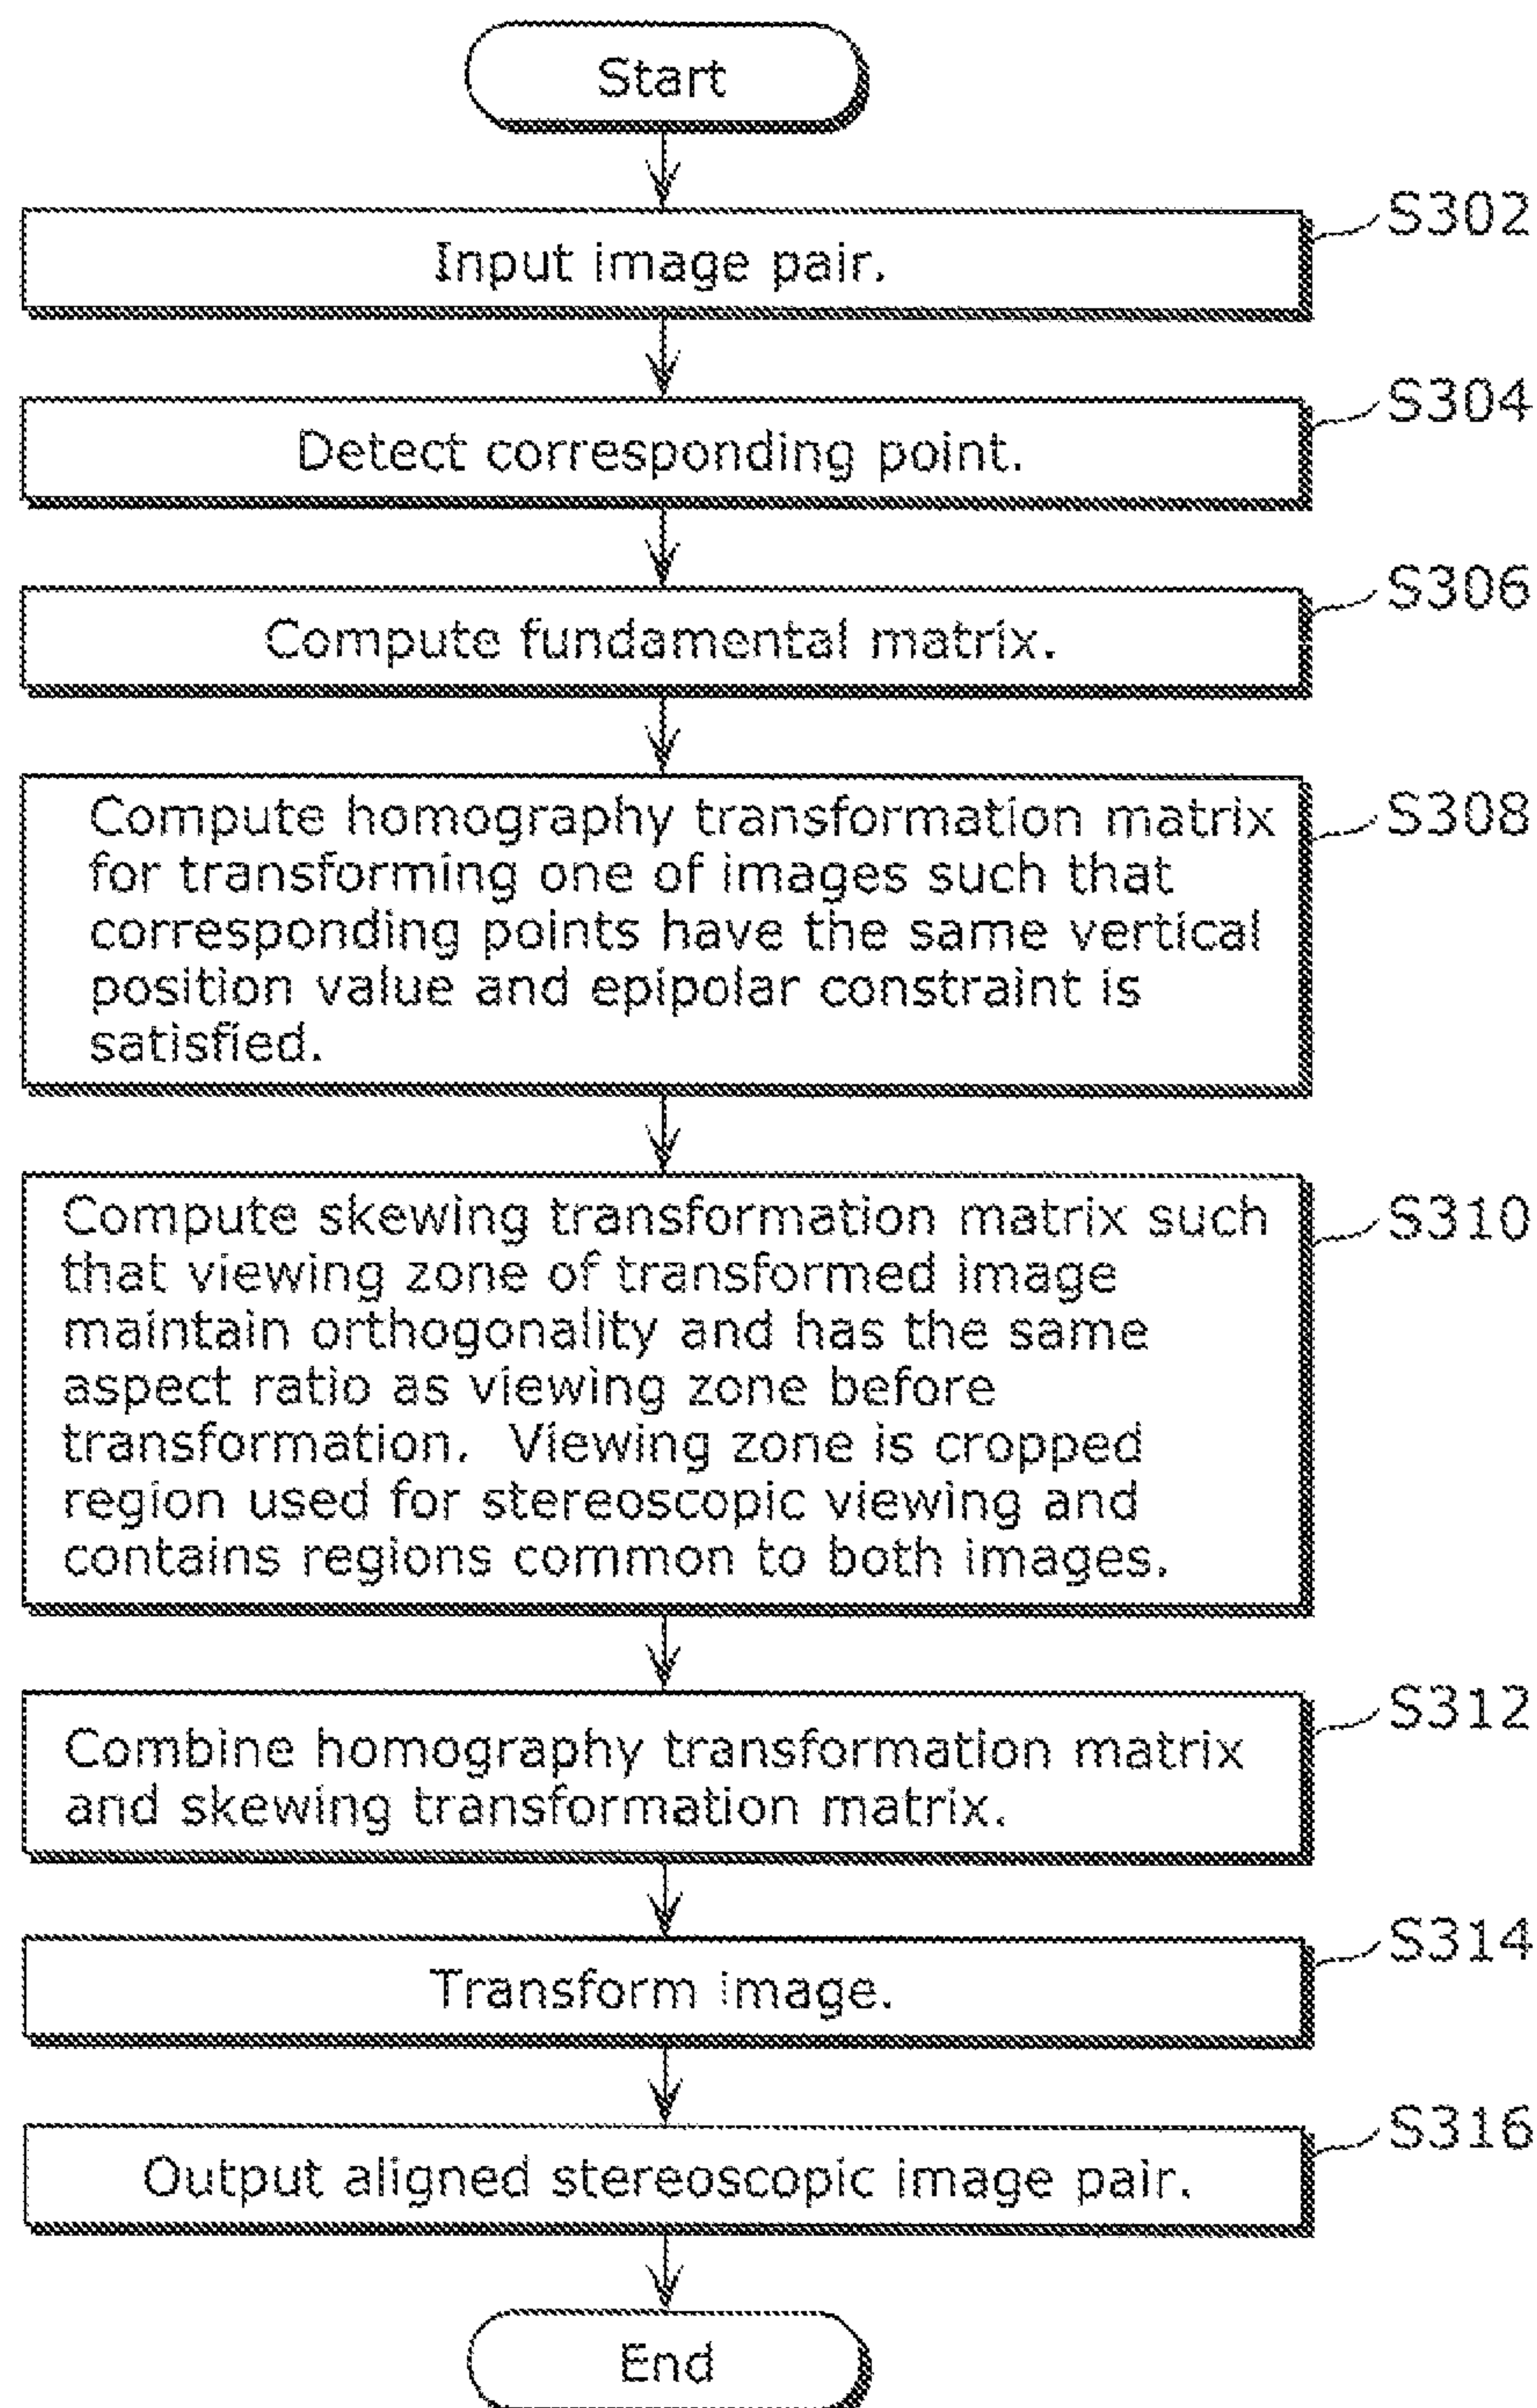 Start
S302
Input image pair.
S304
Detect corresponding point.
S306
Compute fundamental matrix.
S308
Compute homography transformation matrix
for transforming one of images such that
corresponding points have the same vertical
position value and epipolar constraint is
satisfied.
S310
Compute skewing transformation matrix such
that viewing zone of transformed image
maintain orthogonality and has the same
aspect ratio as viewing zone before
transformation. Viewing zone is cropped
region used for stereoscopic viewing and
contains regions common to both images.
S312
Combine homography transformation matrix
and skewing transformation matrix.
S314
Transform image.
S316
Output aligned stereoscopic image pair.
End